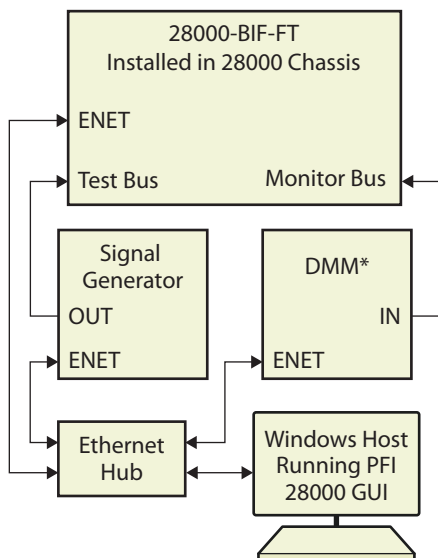 28000-BIF-FT
Installed in 28000 Chassis
ENET
Test Bus
Monitor Bus
Signal
Generator
OUT
ENET
DMM*
IN
ENET
Ethernet
Hub
Windows Host
Running PFI
28000 GUI